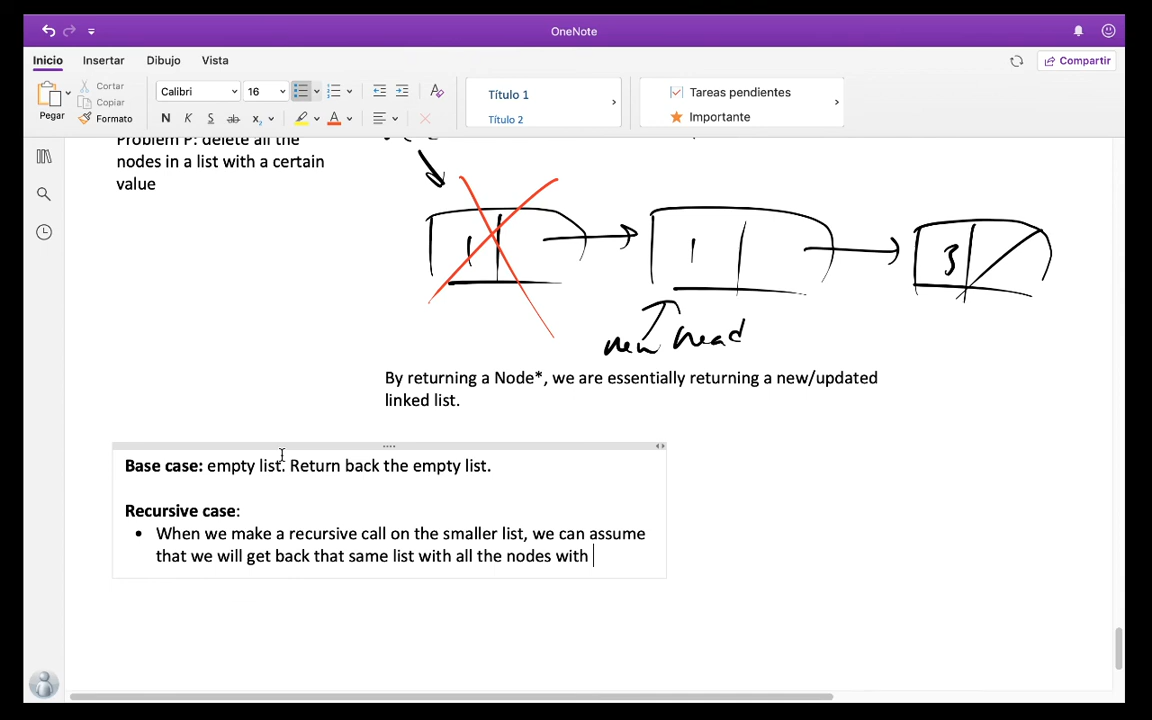 OneNote
Inicio
Insertar
Dibujo
Vista
Compartir
Pegar
Cortar
Copiar
Formato
Calibri
16
N K S ab x₂ A
Título 1
Título 2
Tareas pendientes
Importante
Problem P: delete all the
nodes in a list with a certain
value
1
1
3
new head
By returning a Node*, we are essentially returning a new/updated
linked list.
Base case: empty list. Return back the empty list.
Recursive case:
• When we make a recursive call on the smaller list, we can assume
that we will get back that same list with all the nodes with